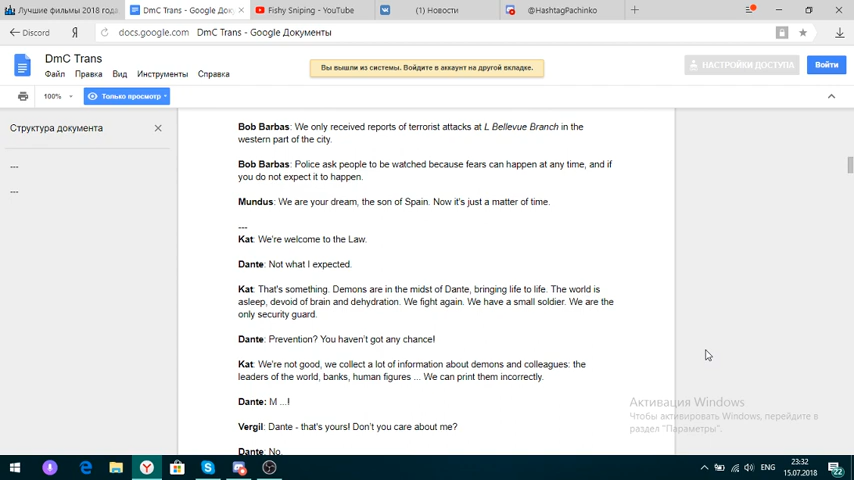 Лучшие фильмы 2018 года
DmC Trans - Google Док
Fishy Sniping - YouTube
(1) Новости
@HashtagPachinko
Discord
docs.google.com DmC Trans - Google Документы
DmC Trans
Файл Правка Вид Инструменты Справка
Вы вышли из системы. Войдите в аккаунт на другой вкладке.
НАСТРОЙКИ ДОСТУПА
Войти
100%
Только просмотр
Структура документа
---
---
Bob Barbas: We only received reports of terrorist attacks at L Bellevue Branch in the
western part of the city.
Bob Barbas: Police ask people to be watched because fears can happen at any time, and if
you do not expect it to happen.
Mundus: We are your dream, the son of Spain. Now it's just a matter of time.
---
Kat: We're welcome to the Law.
Dante: Not what I expected.
Kat: That's something. Demons are in the midst of Dante, bringing life to life. The world is
asleep, devoid of brain and dehydration. We fight again. We have a small soldier. We are the
only security guard.
Dante: Prevention? You haven't got any chance!
Kat: We're not good, we collect a lot of information about demons and colleagues: the
leaders of the world, banks, human figures ... We can print them incorrectly.
Dante: M ...!
Vergil: Dante - that's yours! Don't you care about me?
Dante: No.
Активация Windows
Чтобы активировать Windows, перейдите в
раздел "Параметры".
ENG
23:32
15.07.2018
22